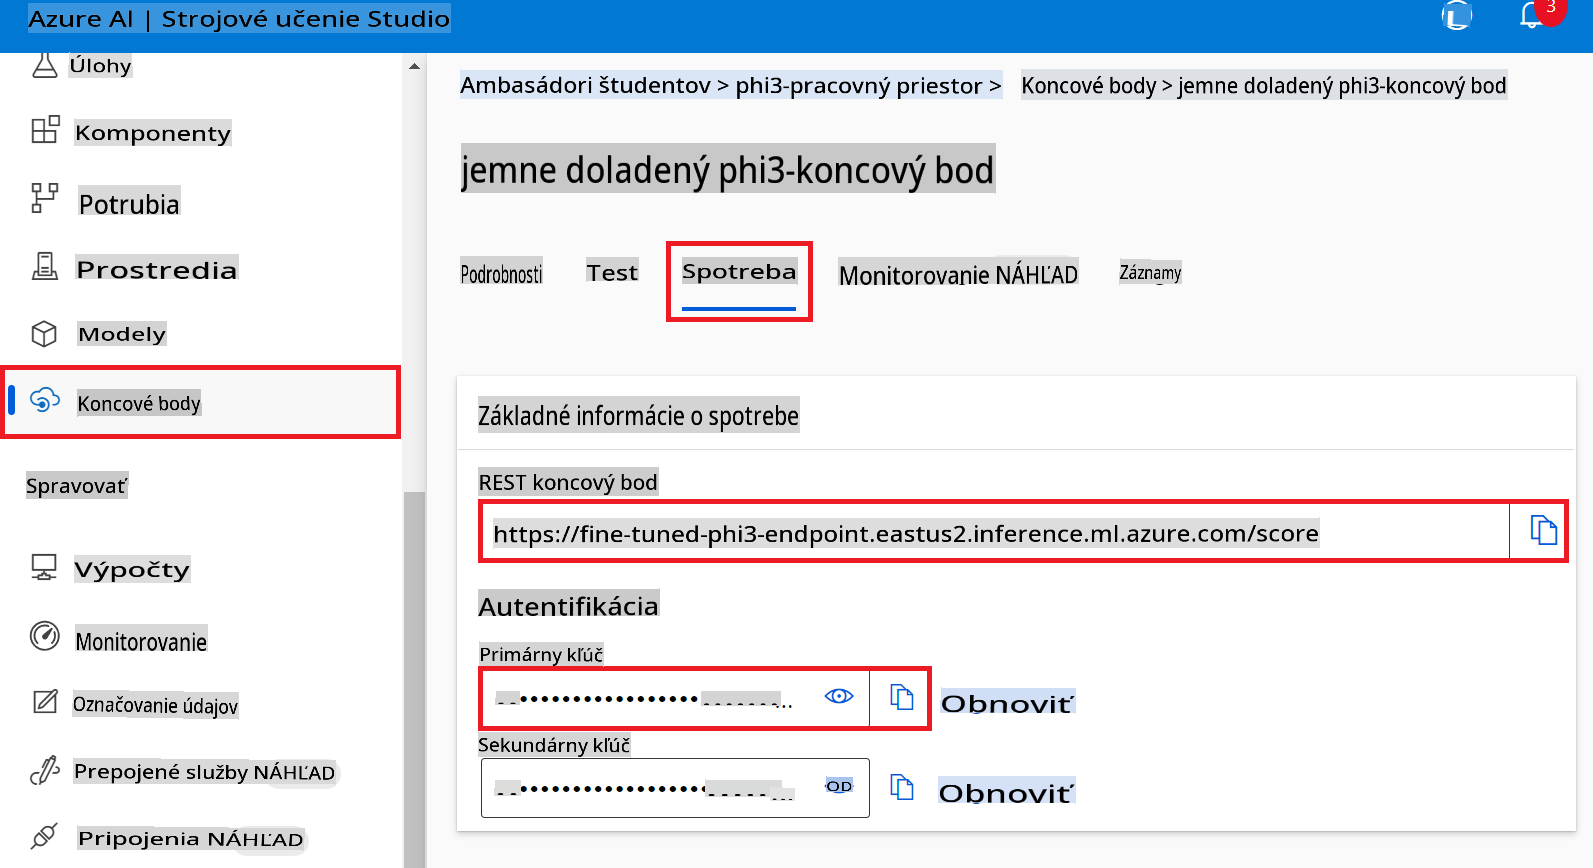 Azure AI | Strojové učenie Studio
3
Úlohy
Komponenty
Potrubia
Prostredia
Modely
Koncové body
Spravovať
Výpočty
Monitorovanie
Označovanie údajov
Prepojené služby NÁHĽAD
Pripojenia NÁHĽAD
Ambasádori študentov > phi3-pracovný priestor > Koncové body > jemne doladený phi3-koncový bod
jemne doladený phi3-koncový bod
Podrobnosti Test Spotreba Monitorovanie NÁHĽAD Záznamy
Základné informácie o spotrebe
REST koncový bod
https://fine-tuned-phi3-endpoint.eastus2.inference.ml.azure.com/score
Autentifikácia
Primárny kľúč
Obnoviť
Sekundárny kľúč
OD
Obnoviť